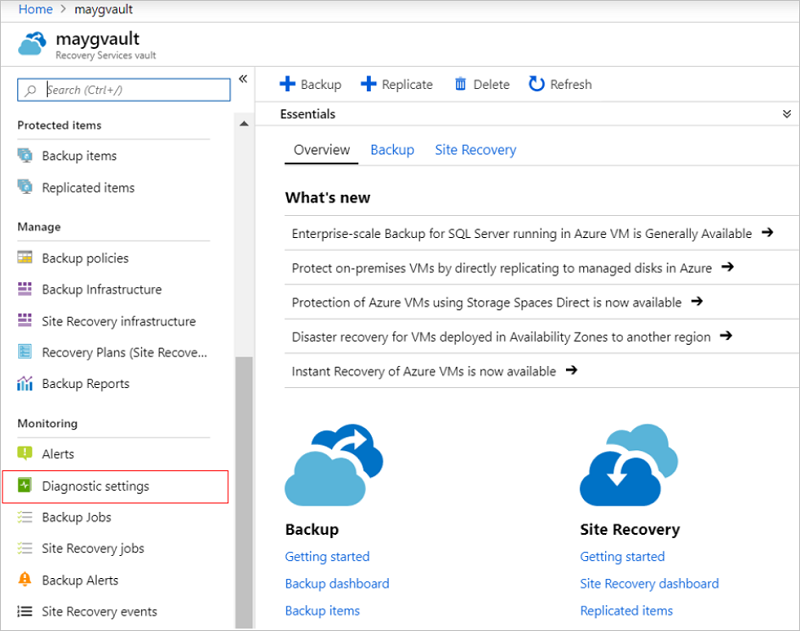 Home > maygvault
maygvault
Recovery Services vault
Search (Ctrl+/)
Protected items
Backup items
Replicated items
Manage
Backup policies
Backup Infrastructure
Site Recovery infrastructure
Recovery Plans (Site Recove...
Backup Reports
Monitoring
Alerts
Diagnostic settings
Backup Jobs
Site Recovery jobs
Backup Alerts
Site Recovery events
Backup Replicate Delete Refresh
Essentials
Overview Backup Site Recovery
What's new
Enterprise-scale Backup for SQL Server running in Azure VM is Generally Available
Protect on-premises VMs by directly replicating to managed disks in Azure
Protection of Azure VMs using Storage Spaces Direct is now available
Disaster recovery for VMs deployed in Availability Zones to another region
Instant Recovery of Azure VMs is now available
Backup
Getting started
Backup dashboard
Backup items
Site Recovery
Getting started
Site Recovery dashboard
Replicated items